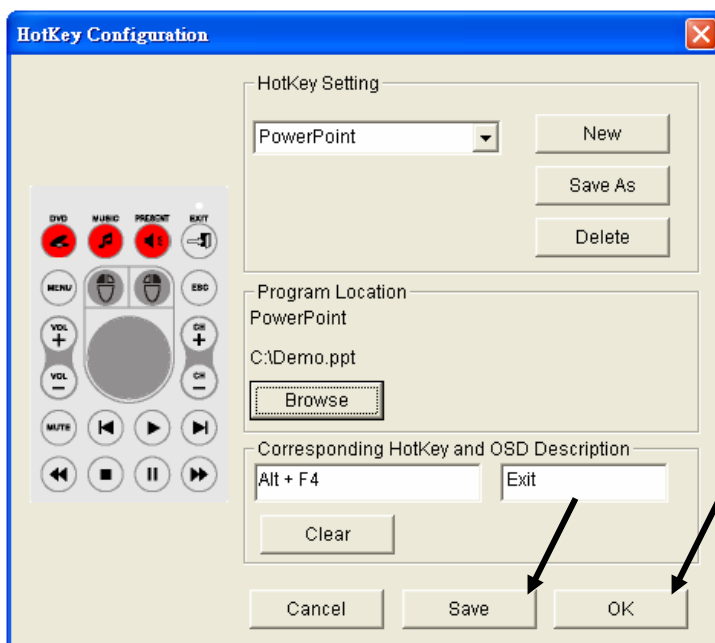 HotKey Configuration
HotKey Setting
PowerPoint
New
Save As
Delete
DVD MUSIC PRESENT EXIT
MENU ESC
VOL + CH +
VOL − CH −
MUTE
Program Location
PowerPoint
C:\Demo.ppt
Browse
Corresponding HotKey and OSD Description
Alt + F4 Exit
Clear
Cancel Save OK